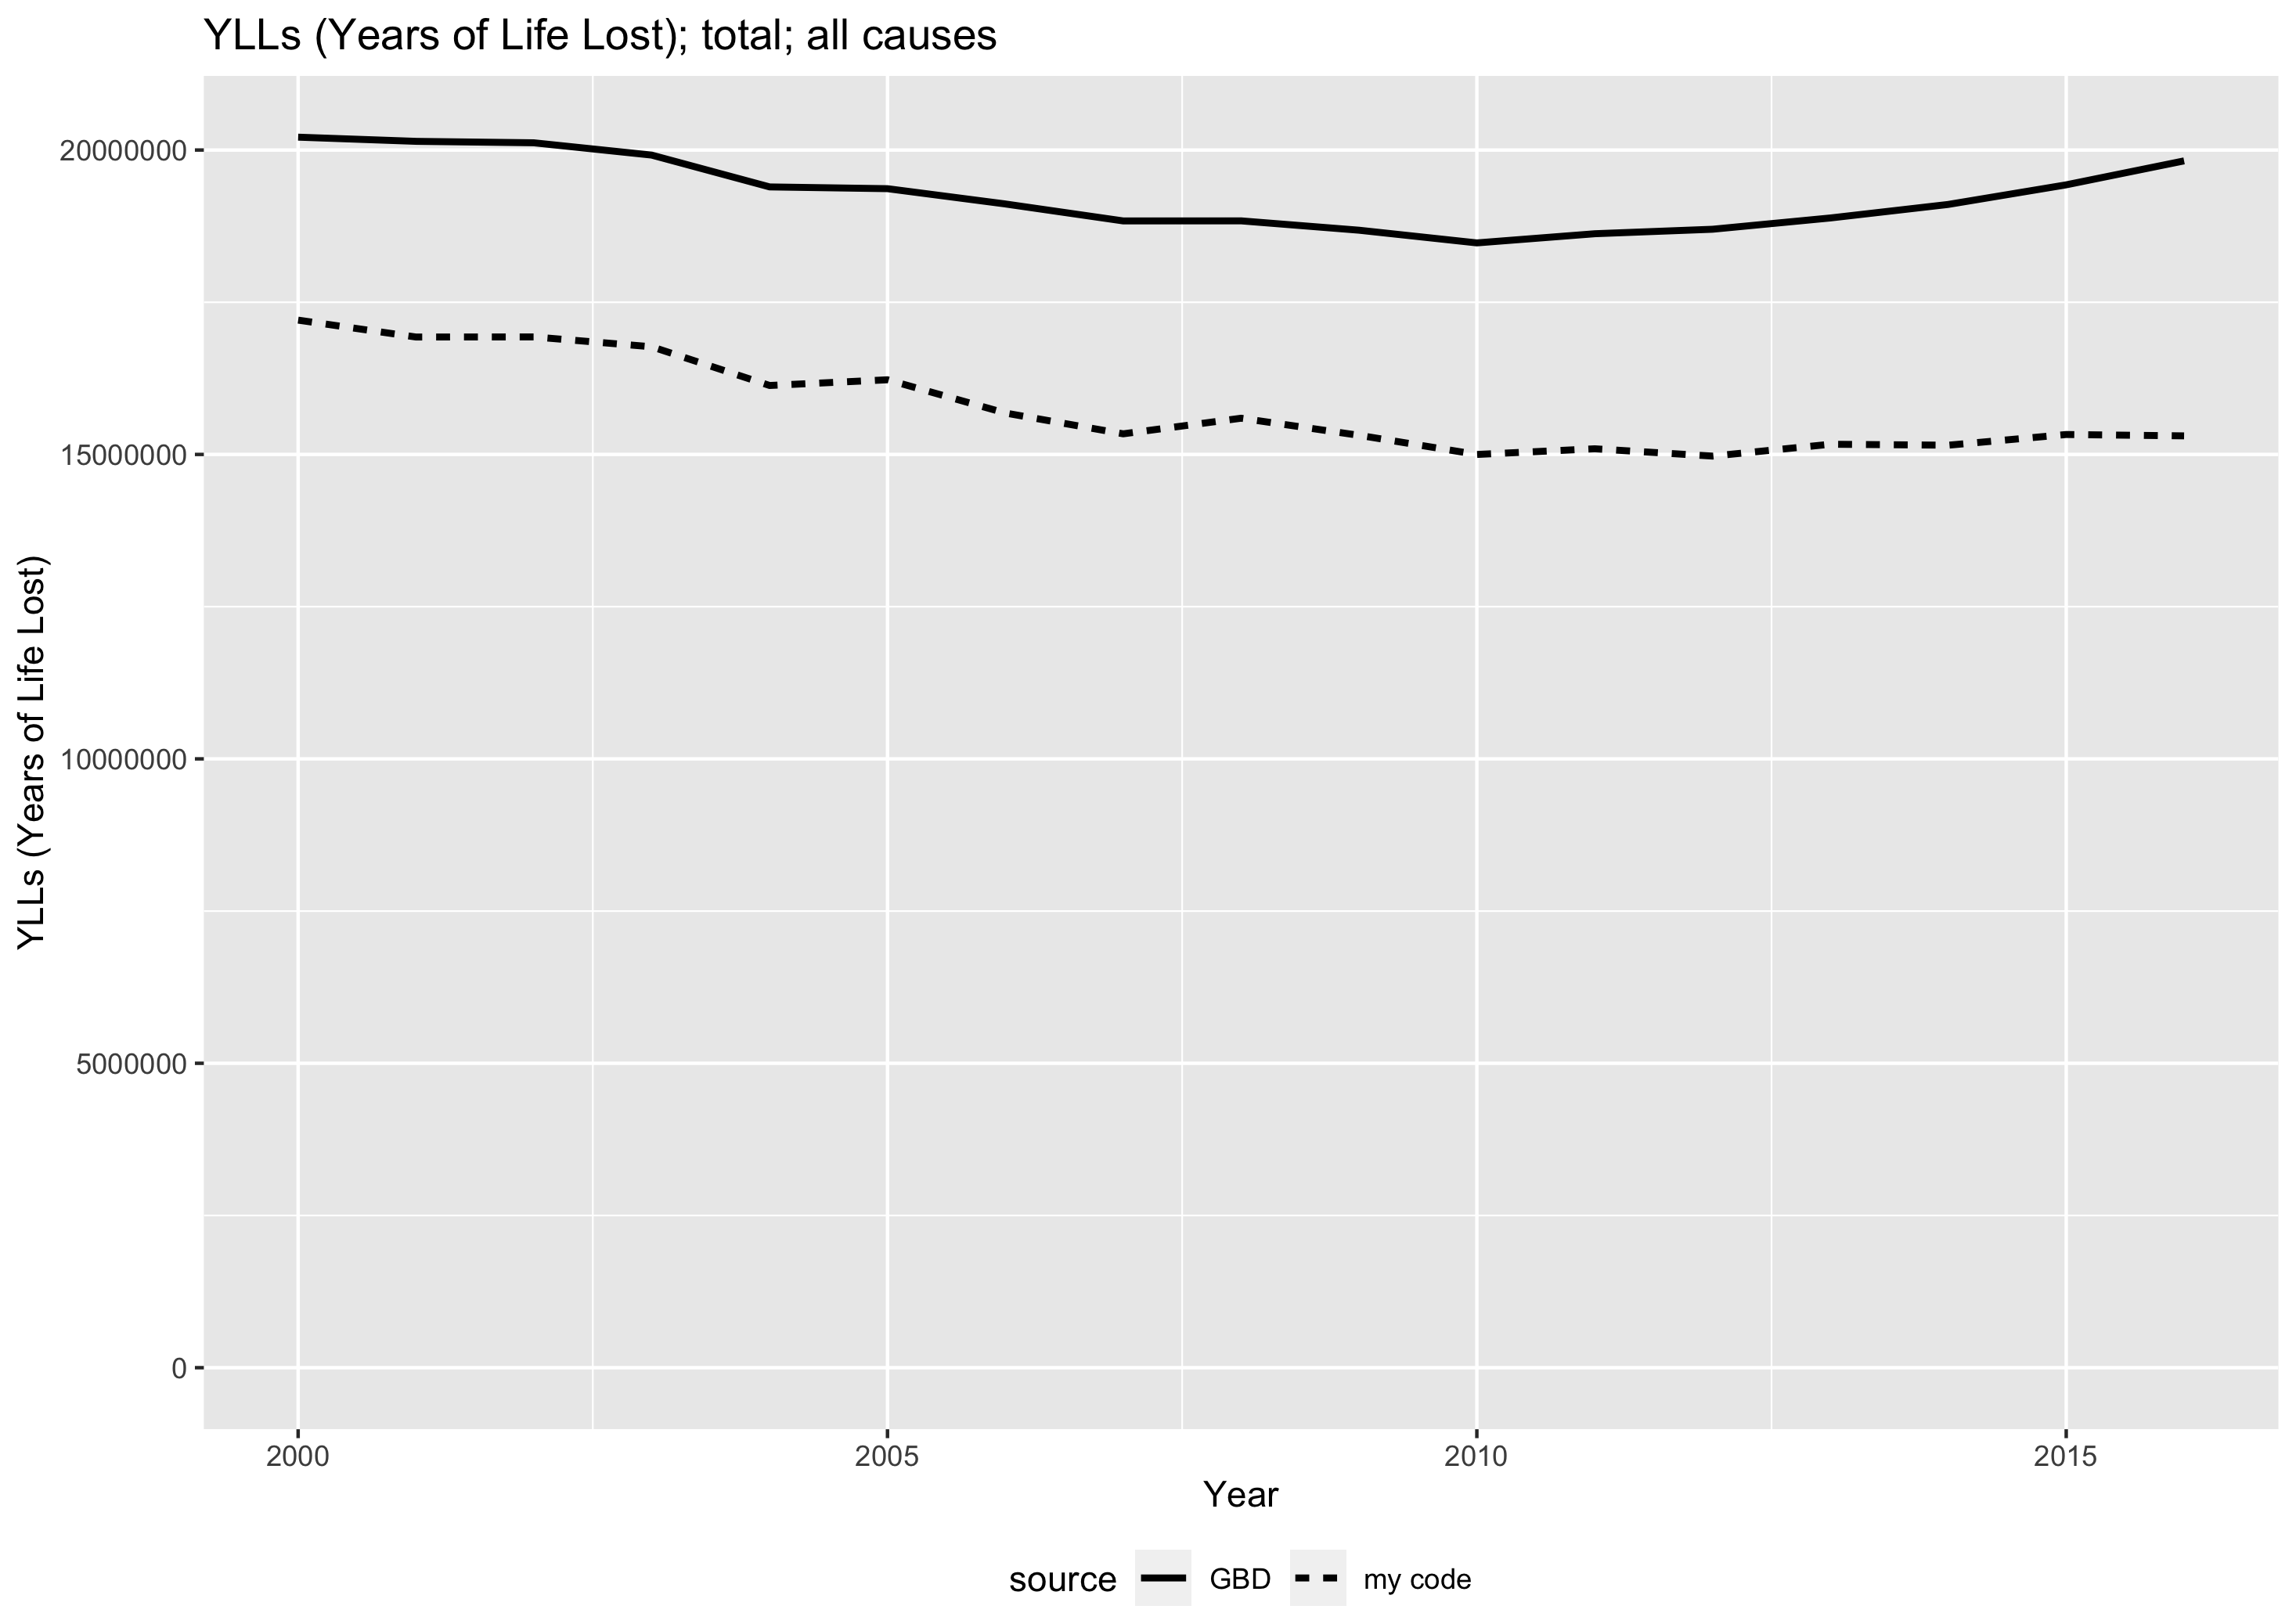 YLLs (Years of Life Lost); total; all causes
YLLs (Years of Life Lost)
20000000
15000000
10000000
5000000
0
2000 2005 2010 2015
Year
source GBD my code